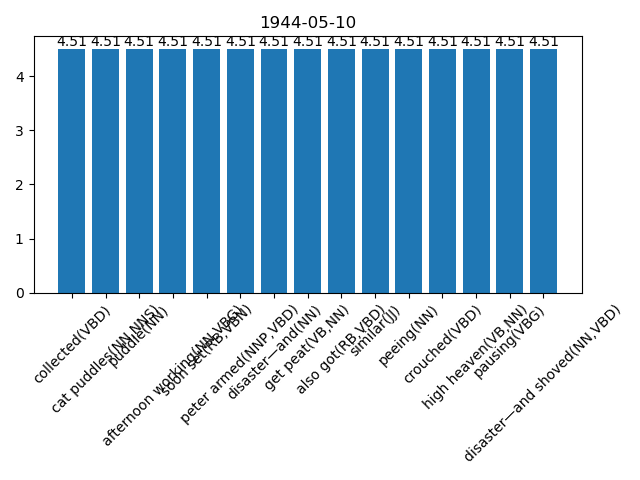 1944-05-10
4.51 4.51 4.51 4.51 4.51 4.51 4.51 4.51 4.51 4.51 4.51 4.51 4.51 4.51 4.51
4
3
2
1
0
collected(VBD)
cat puddles(NN,NNS)
puddle(NN)
afternoon working(NN,VBG)
soon set(RB,VBN)
peter armed(NNP,VBD)
disaster—and(NN)
get peat(VB,NN)
also got(RB,VBD)
similar(JJ)
peeing(NN)
crouched(VBD)
high heaven(VB,NN)
pausing(VBG)
disaster—and shoved(NN,VBD)